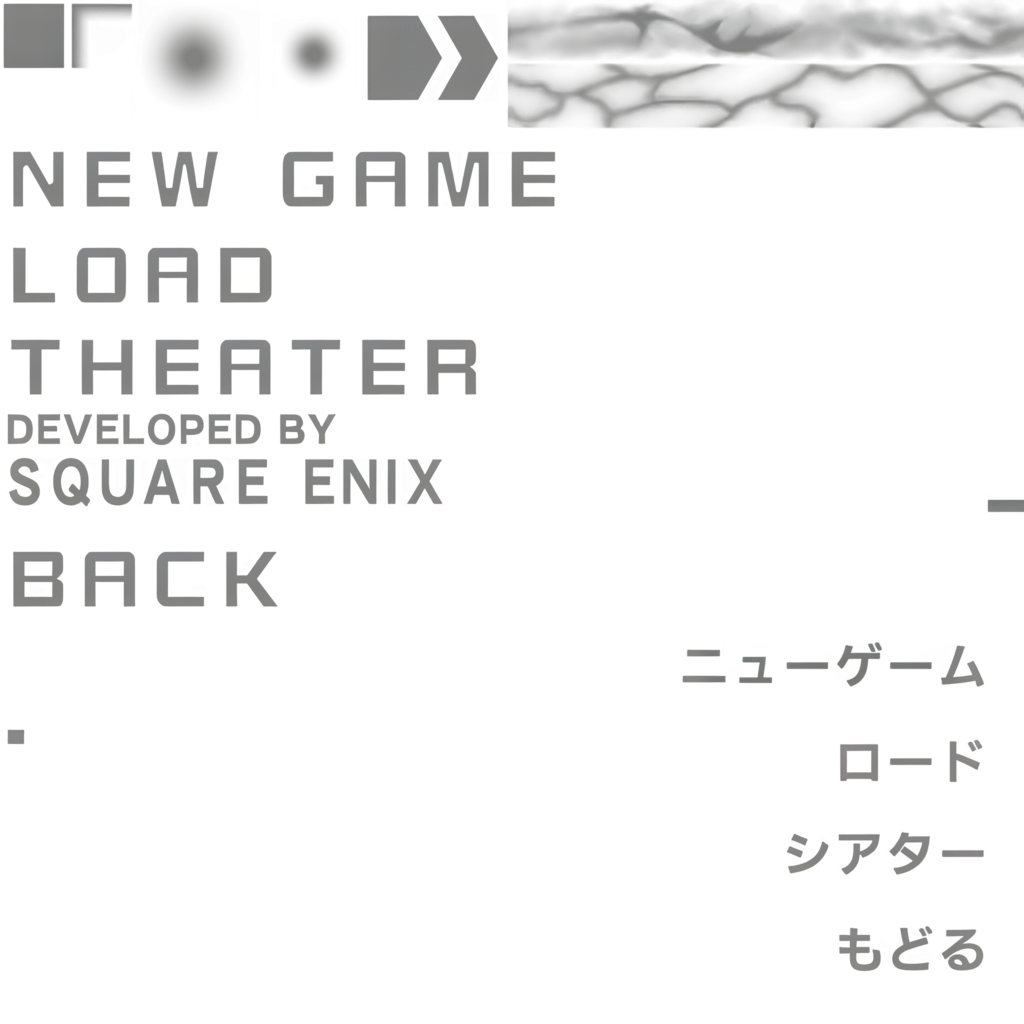 NEW GAME
LOAD
THEATER
DEVELOPED BY
SQUARE ENIX
BACK
ニューゲーム
ロード
シアター
もどる